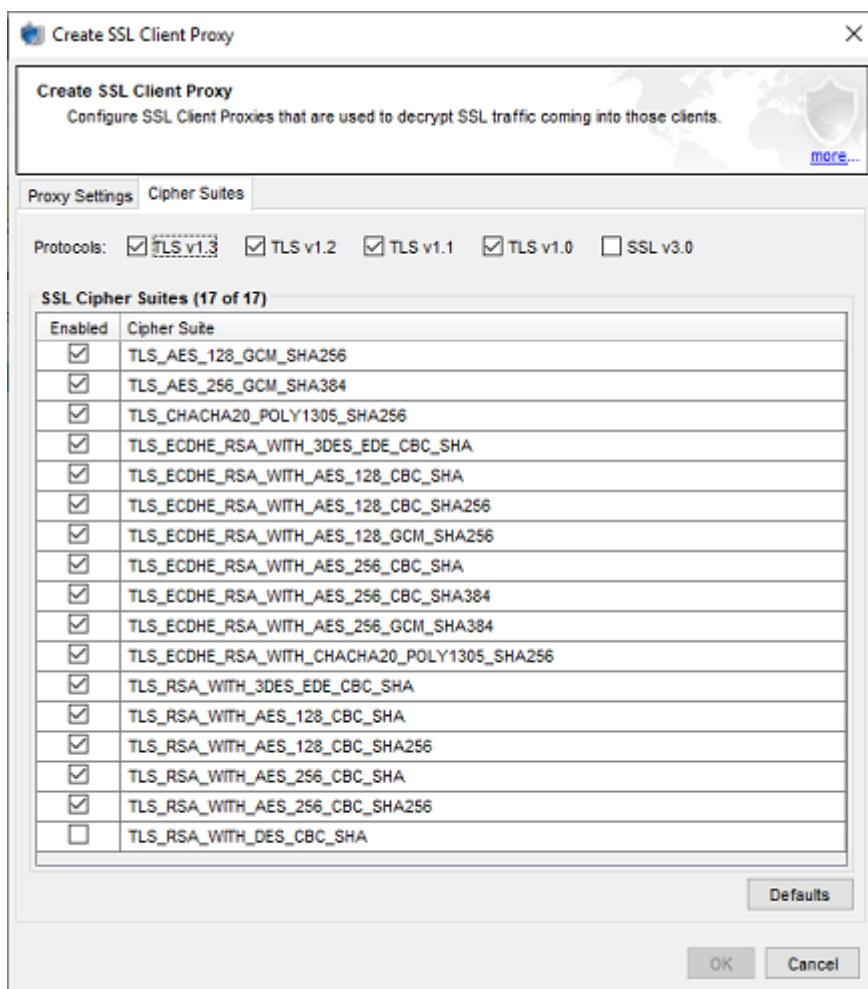 Create SSL Client Proxy
Create SSL Client Proxy
Configure SSL Client Proxies that are used to decrypt SSL traffic coming into those clients.
more...
Proxy Settings Cipher Suites
Protocols: TLS v1.3 TLS v1.2 TLS v1.1 TLS v1.0 SSL v3.0
SSL Cipher Suites (17 of 17)
Enabled Cipher Suite
TLS_AES_128_GCM_SHA256
TLS_AES_256_GCM_SHA384
TLS_CHACHA20_POLY1305_SHA256
TLS_ECDHE_RSA_WITH_3DES_EDE_CBC_SHA
TLS_ECDHE_RSA_WITH_AES_128_CBC_SHA
TLS_ECDHE_RSA_WITH_AES_128_CBC_SHA256
TLS_ECDHE_RSA_WITH_AES_128_GCM_SHA256
TLS_ECDHE_RSA_WITH_AES_256_CBC_SHA
TLS_ECDHE_RSA_WITH_AES_256_CBC_SHA384
TLS_ECDHE_RSA_WITH_AES_256_GCM_SHA384
TLS_ECDHE_RSA_WITH_CHACHA20_POLY1305_SHA256
TLS_RSA_WITH_3DES_EDE_CBC_SHA
TLS_RSA_WITH_AES_128_CBC_SHA
TLS_RSA_WITH_AES_128_CBC_SHA256
TLS_RSA_WITH_AES_256_CBC_SHA
TLS_RSA_WITH_AES_256_CBC_SHA256
TLS_RSA_WITH_DES_CBC_SHA
Defaults
OK Cancel